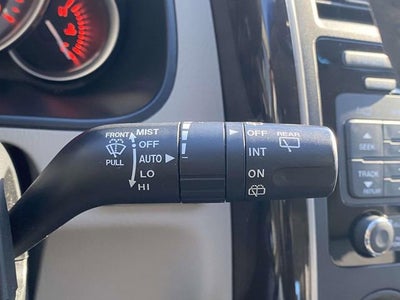 FRONT
PULL
MIST
OFF
AUTO
LO
HI
OFF REAR
INT
ON
SEEK
TRACK